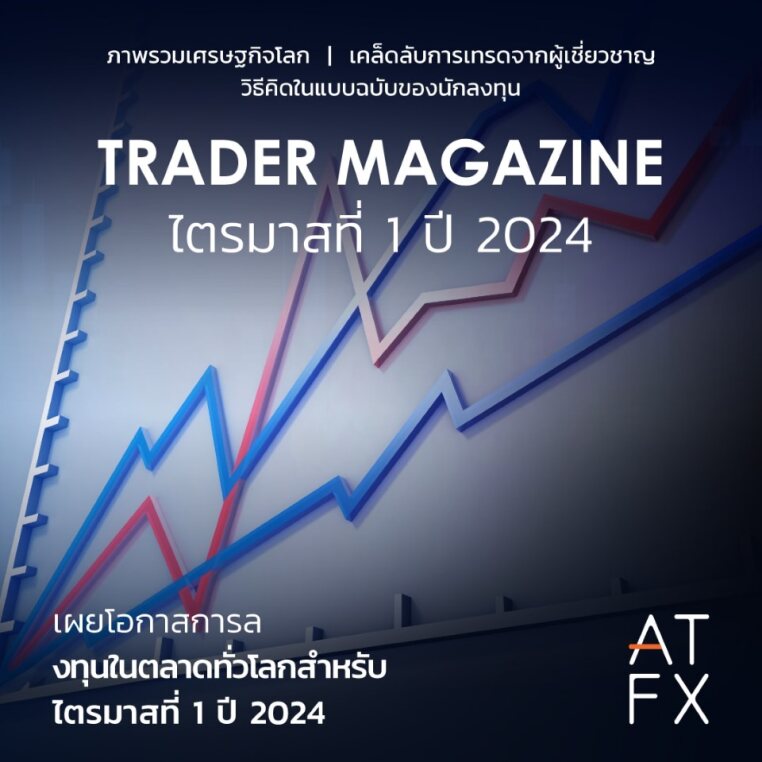 ภาพรวมเศรษฐกิจโลก | เคล็ดลับการเทรดจากผู้เชี่ยวชาญ
วิธีคิดในแบบฉบับของนักลงทุน
TRADER MAGAZINE
ไตรมาสที่ 1 ปี 2024
เผยโอกาสการล
งทุนในตลาดทั่วโลกสำหรับ
ไตรมาสที่ 1 ปี 2024
AT
FX